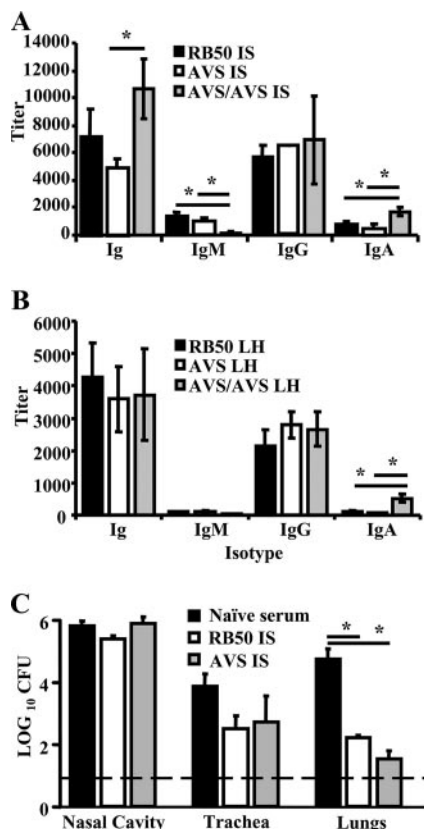 A
14000
12000
10000
8000
6000
4000
2000
0
Titer
*
* *
* *
RB50 IS
AVS IS
AVS/AVS IS
Ig IgM IgG IgA
B
6000
5000
4000
3000
2000
1000
0
Titer
RB50 LH
AVS LH
AVS/AVS LH
* *
Ig IgM IgG IgA
Isotype
C
6
4
2
0
LOG 10 CFU
Naïve serum
RB50 IS
AVS IS
* *
Nasal Cavity Trachea Lungs